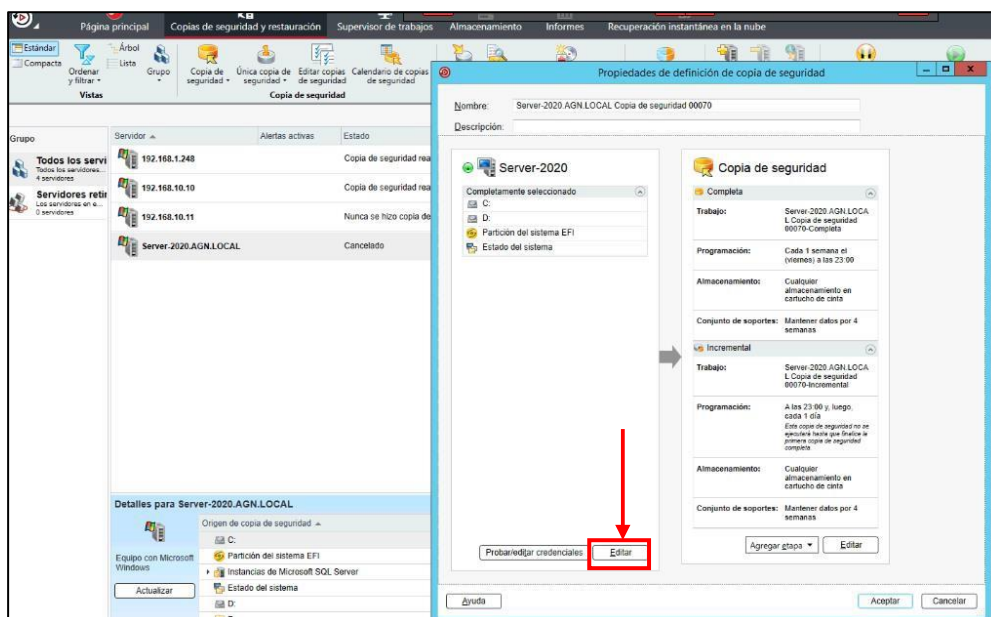 Página principal
Copias de seguridad y restauración
Supervisor de trabajos
Almacenamiento
Informes
Recuperación instantánea en la nube
Estándar
Compacta
Ordenar
y filtrar
Árbol
Lista
Grupo
Vistas
Copia de
seguridad
Única copia de
seguridad
Editar copias
de seguridad
Calendario de copias
de seguridad
Copia de seguridad
Grupo
Todos los servi
Todos los servidores...
4 servidores
Servidores retir
Los servidores en e...
0 servidores
Servidor
Alertas activas
Estado
192.168.1.248
Copia de seguridad rea
192.168.10.10
Copia de seguridad rea
192.168.10.11
Nunca se hizo copia de
Server-2020.AGN.LOCAL
Cancelado
Detalles para Server-2020.AGN.LOCAL
Equipo con Microsoft
Windows
Actualizar
Origen de copia de seguridad
C:
Partición del sistema EFI
Instancias de Microsoft SQL Server
Estado del sistema
D:
Propiedades de definición de copia de seguridad
Nombre:
Server-2020.AGN.LOCAL Copia de seguridad 00070
Descripción:
Server-2020
Completamente seleccionado
C:
D:
Partición del sistema EFI
Estado del sistema
Probar/editar credenciales
Editar
Copia de seguridad
Completa
Trabajo:
Server-2020.AGN.LOCA
L Copia de seguridad
00070-Completa
Programación:
Cada 1 semana el
(viernes) a las 23:00
Almacenamiento:
Cualquier
almacenamiento en
cartucho de cinta
Conjunto de soportes:
Mantener datos por 4
semanas
Incremental
Trabajo:
Server-2020.AGN.LOCA
L Copia de seguridad
00070-Incremental
Programación:
A las 23:00 y, luego,
cada 1 día
Esta copia de seguridad no se
ejecutará hasta que finalice la
primera copia de seguridad
completa
Almacenamiento:
Cualquier
almacenamiento en
cartucho de cinta
Conjunto de soportes:
Mantener datos por 4
semanas
Agregar etapa
Editar
Ayuda
Aceptar
Cancelar